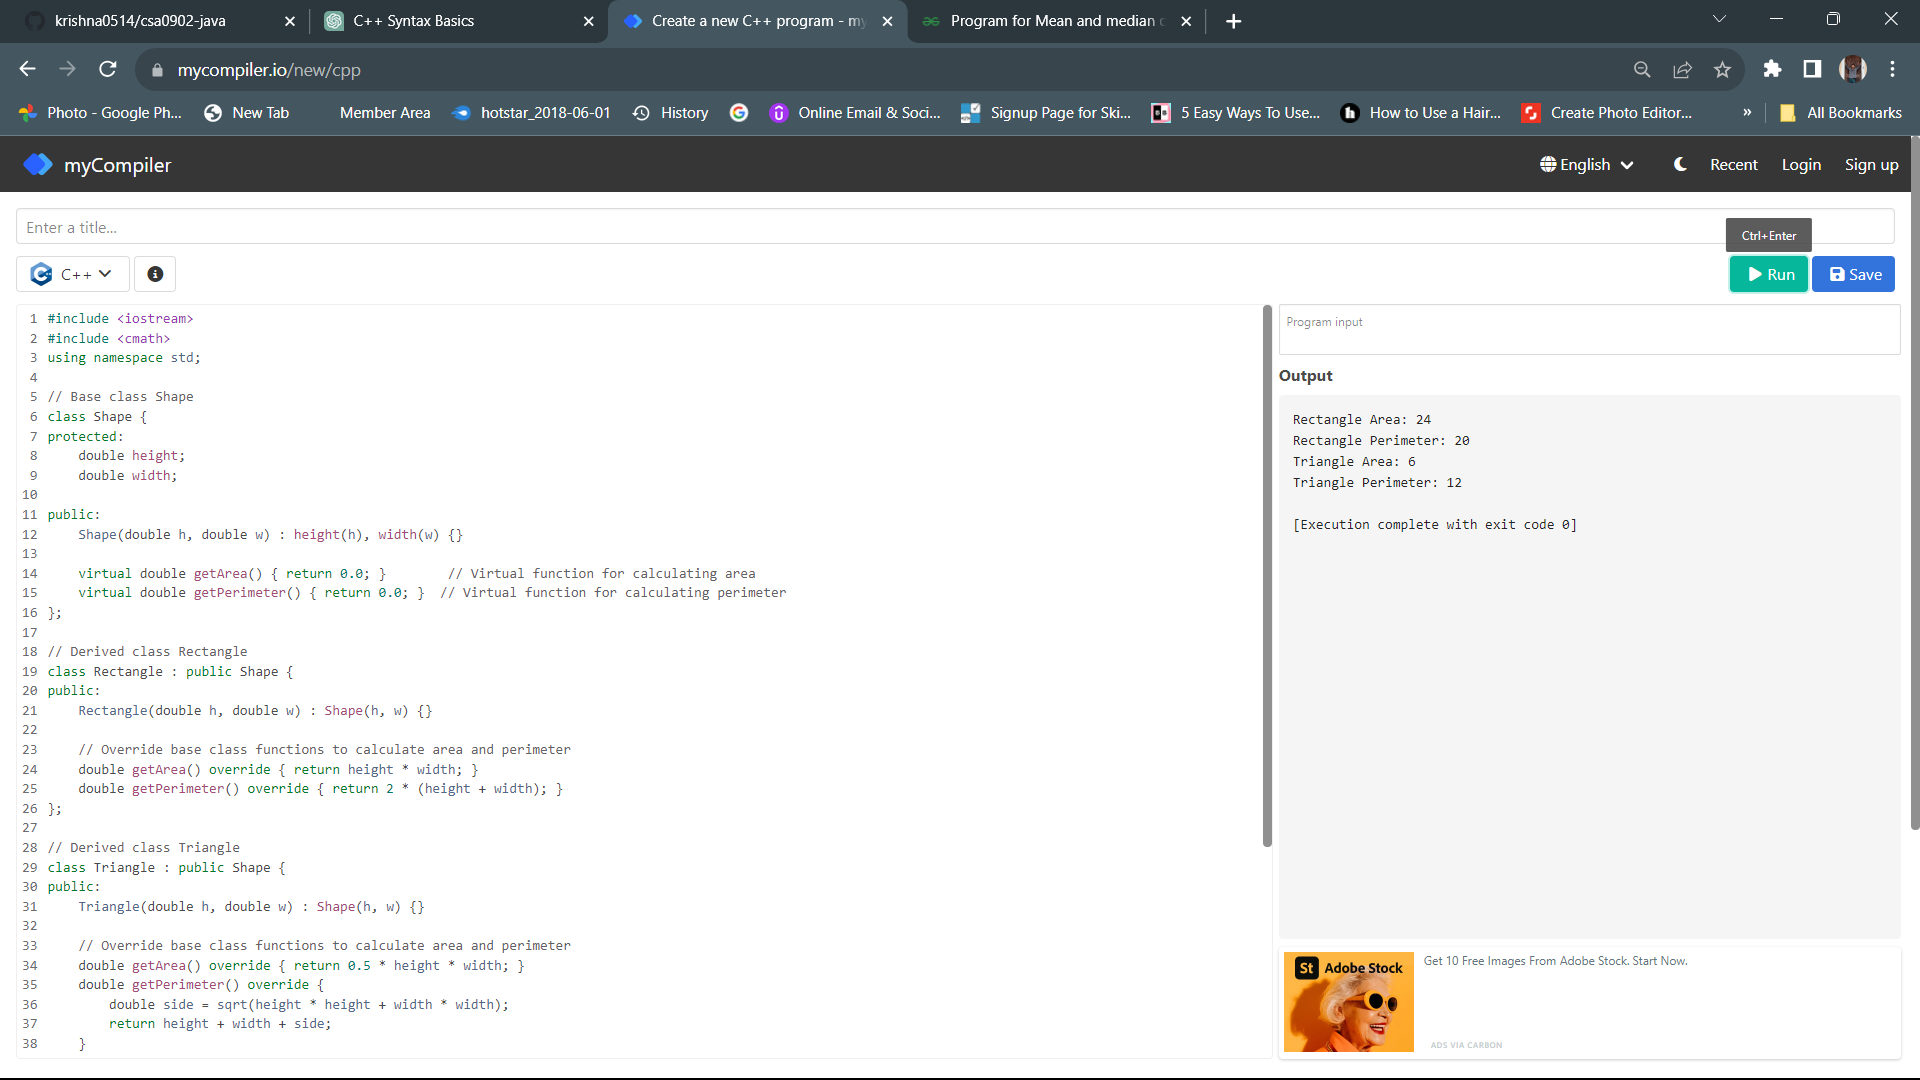 krishna0514/csa0902-java
C++ Syntax Basics
Create a new C++ program - my
Program for Mean and median
mycompiler.io/new/cpp
Photo - Google Ph...
New Tab
Member Area
hotstar_2018-06-01
History
Online Email & Soci...
Signup Page for Ski...
5 Easy Ways To Use...
How to Use a Hair...
Create Photo Editor...
»
All Bookmarks
myCompiler
English
Recent
Login
Sign up
Enter a title...
Ctrl+Enter
C++
Run
Save
1 #include <iostream>
2 #include <cmath>
3 using namespace std;
4
5 // Base class Shape
6 class Shape {
7 protected:
8     double height;
9     double width;
10
11 public:
12     Shape(double h, double w) : height(h), width(w) {}
13
14     virtual double getArea() { return 0.0; }        // Virtual function for calculating area
15     virtual double getPerimeter() { return 0.0; }  // Virtual function for calculating perimeter
16 };
17
18 // Derived class Rectangle
19 class Rectangle : public Shape {
20 public:
21     Rectangle(double h, double w) : Shape(h, w) {}
22
23     // Override base class functions to calculate area and perimeter
24     double getArea() override { return height * width; }
25     double getPerimeter() override { return 2 * (height + width); }
26 };
27
28 // Derived class Triangle
29 class Triangle : public Shape {
30 public:
31     Triangle(double h, double w) : Shape(h, w) {}
32
33     // Override base class functions to calculate area and perimeter
34     double getArea() override { return 0.5 * height * width; }
35     double getPerimeter() override {
36         double side = sqrt(height * height + width * width);
37         return height + width + side;
38     }
Program input
Output
Rectangle Area: 24
Rectangle Perimeter: 20
Triangle Area: 6
Triangle Perimeter: 12
[Execution complete with exit code 0]
St Adobe Stock
Get 10 Free Images From Adobe Stock. Start Now.
ADS VIA CARBON